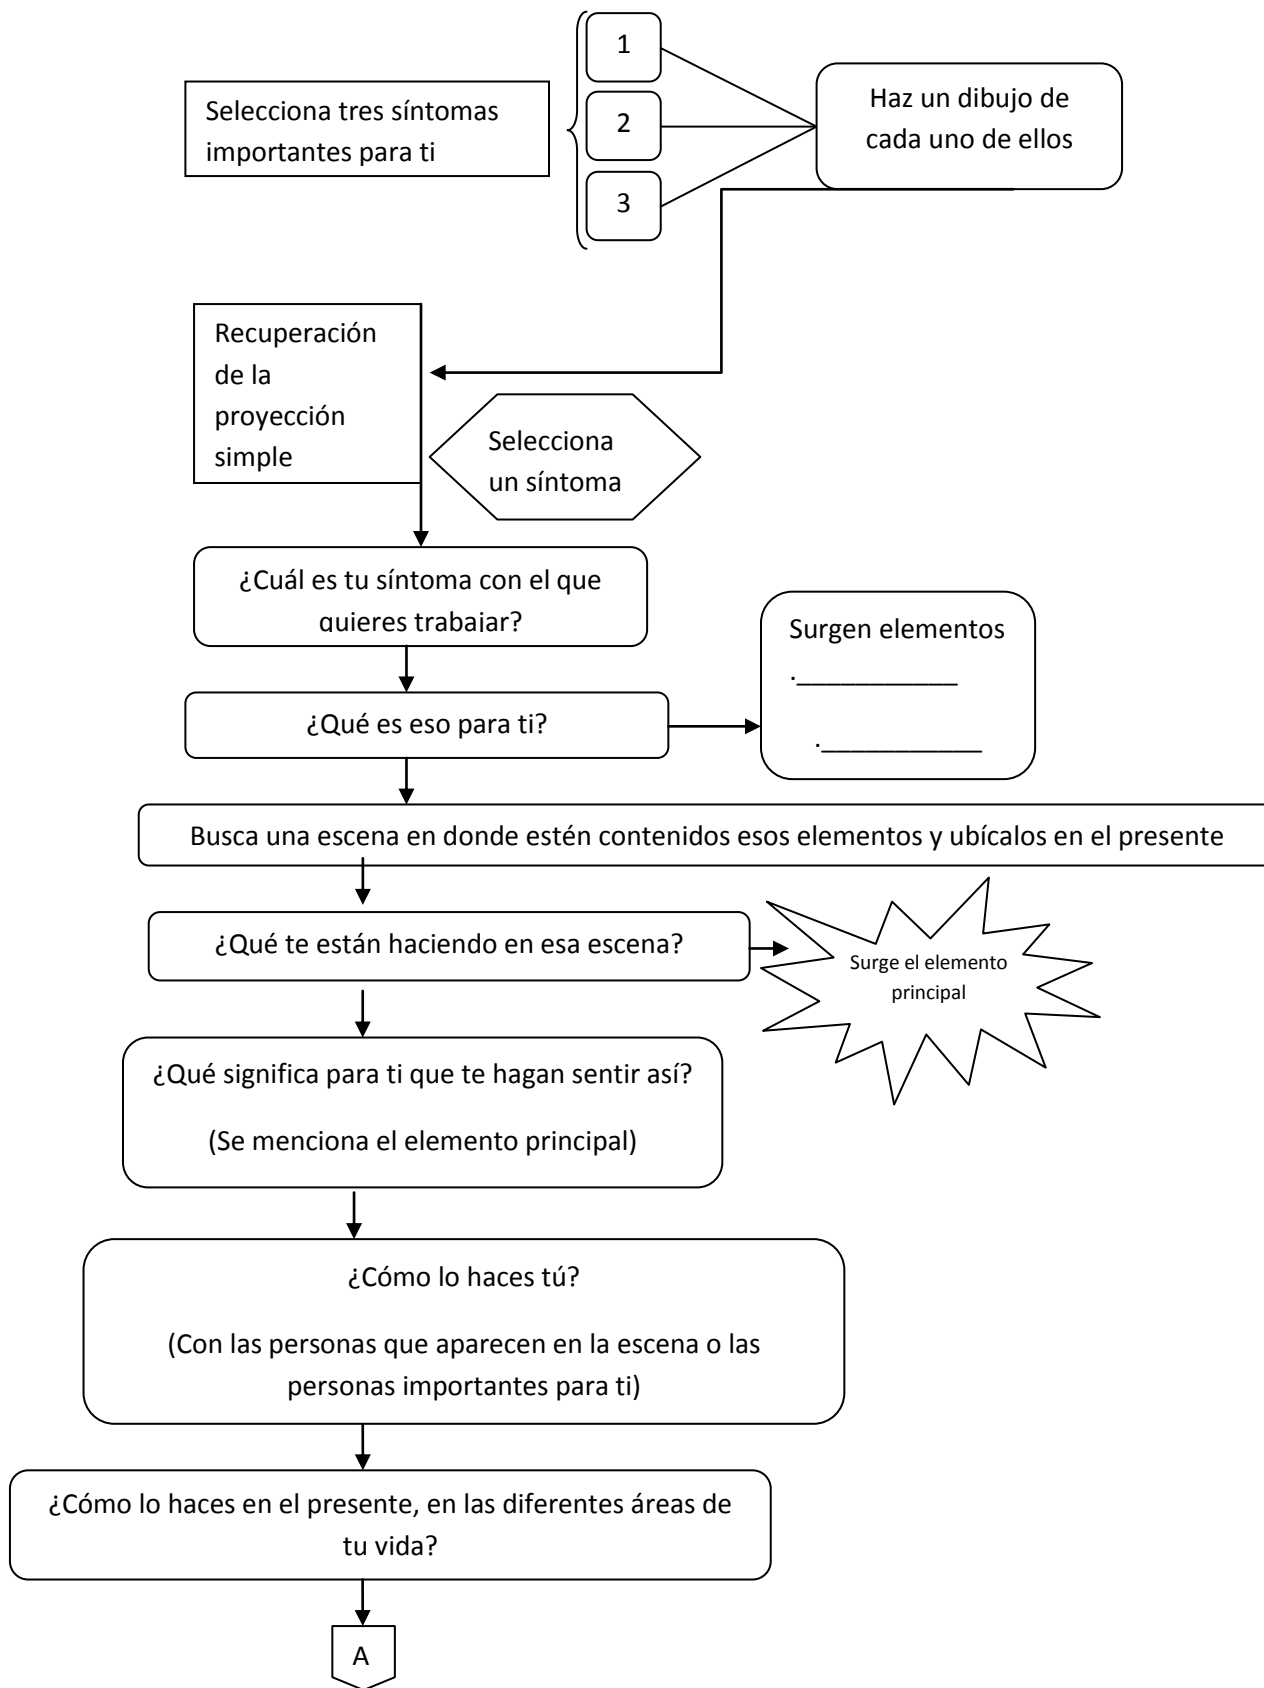 1
Selecciona tres síntomas
importantes para ti
2
3
Haz un dibujo de
cada uno de ellos
Recuperación
de la
proyección
simple
Selecciona
un síntoma
¿Cuál es tu síntoma con el que
quieres trabajar?
Surgen elementos
.___________
.___________
¿Qué es eso para ti?
Busca una escena en donde estén contenidos esos elementos y ubícalos en el presente
¿Qué te están haciendo en esa escena?
Surge el elemento
principal
¿Qué significa para ti que te hagan sentir así?
(Se menciona el elemento principal)
¿Cómo lo haces tú?
(Con las personas que aparecen en la escena o las
personas importantes para ti)
¿Cómo lo haces en el presente, en las diferentes áreas de
tu vida?
A